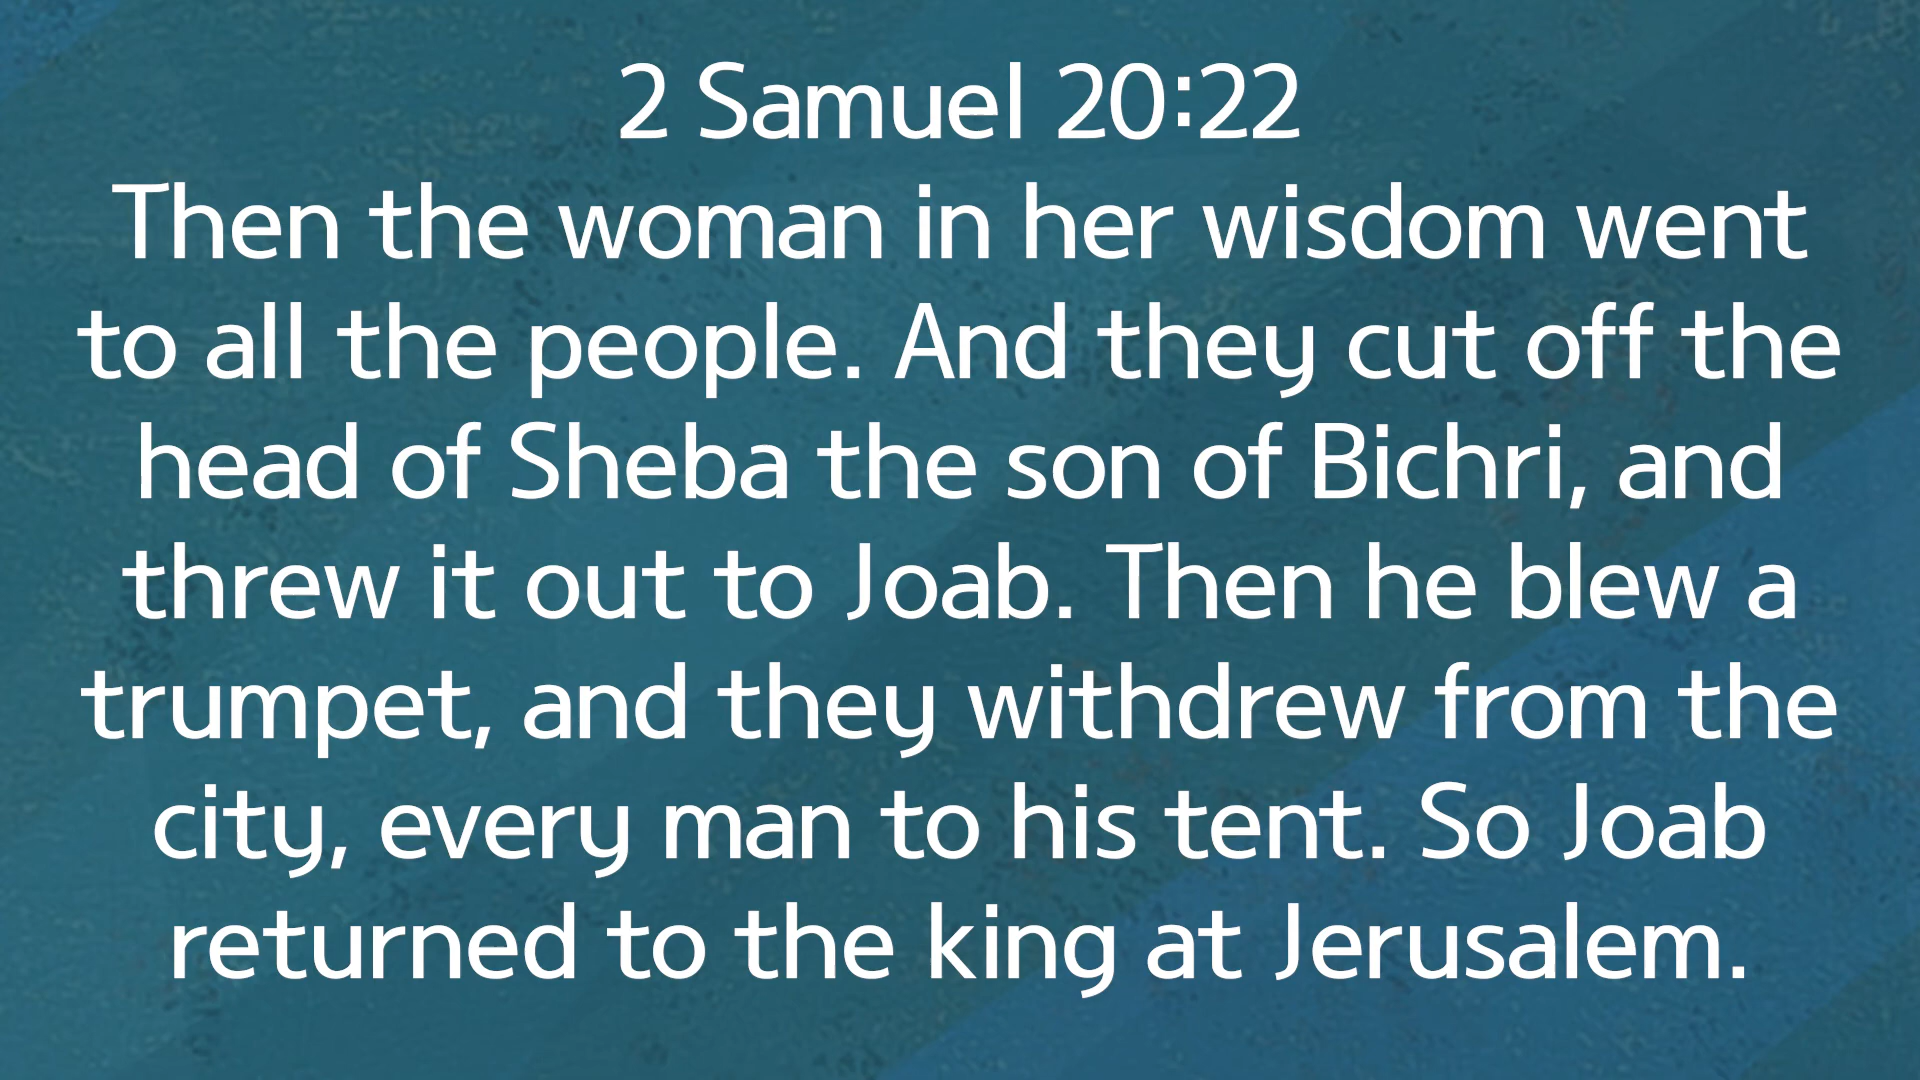 2 Samuel 20:22
Then the woman in her wisdom went
to all the people. And they cut off the
head of Sheba the son of Bichri, and
threw it out to Joab. Then he blew a
trumpet, and they withdrew from the
city, every man to his tent. So Joab
returned to the king at Jerusalem.